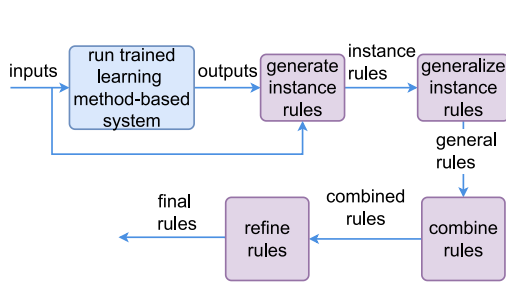 inputs
run trained
learning
method-based
system
outputs
generate
instance
rules
instance
rules
generalize
instance
rules
general
rules
combine
rules
combined
rules
refine
rules
final
rules